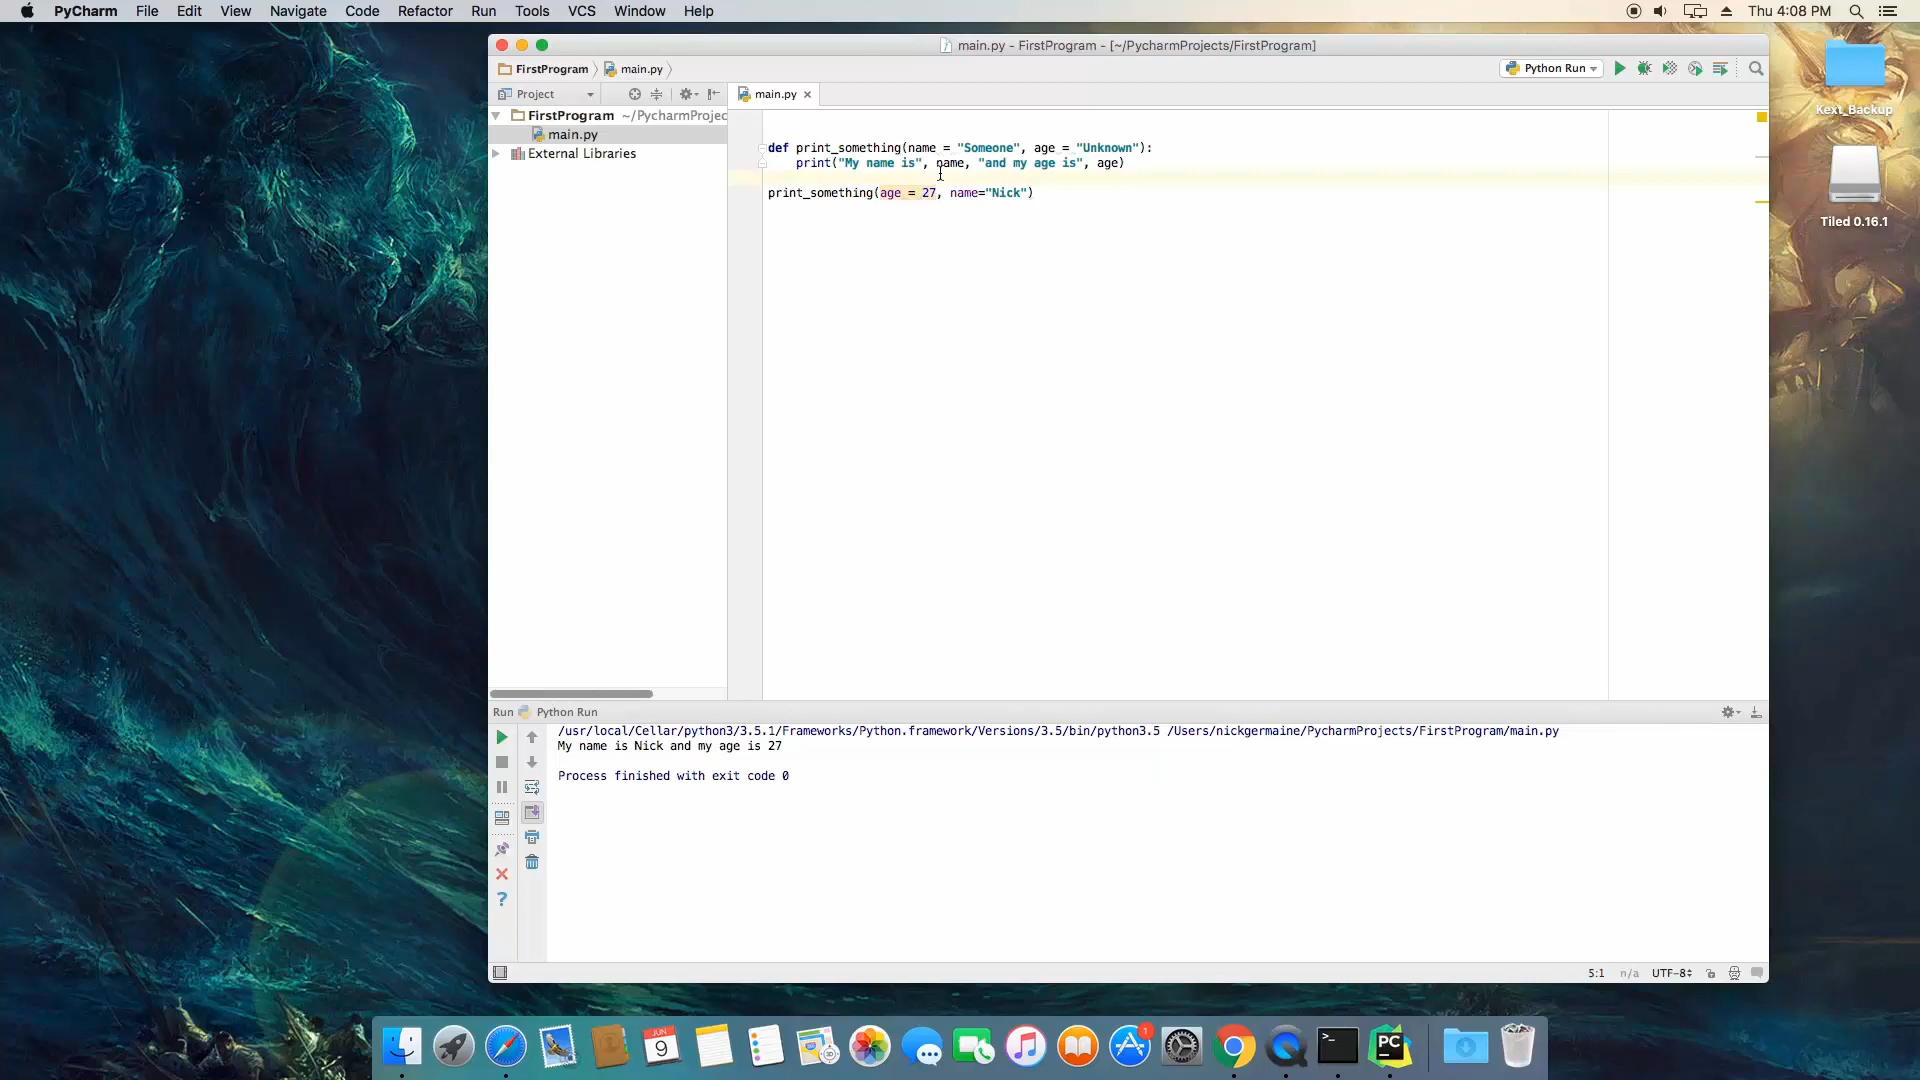 PyCharm File Edit View Navigate Code Refactor Run Tools VCS Window Help Thu 4:08 PM
main.py - FirstProgram - [~/PycharmProjects/FirstProgram]
FirstProgram main.py Python Run
Project main.py
FirstProgram ~/PycharmProjec
main.py
External Libraries
def print_something(name = "Someone", age = "Unknown"):
print("My name is", name, "and my age is", age)
print_something(age = 27, name="Nick")
Kext_Backup
Tiled 0.16.1
Run Python Run
/usr/local/Cellar/python3/3.5.1/Frameworks/Python.framework/Versions/3.5/bin/python3.5 /Users/nickgermaine/PycharmProjects/FirstProgram/main.py
My name is Nick and my age is 27
Process finished with exit code 0
?
5:1 n/a UTF-8
JUN
9
3D
1
>_
PC